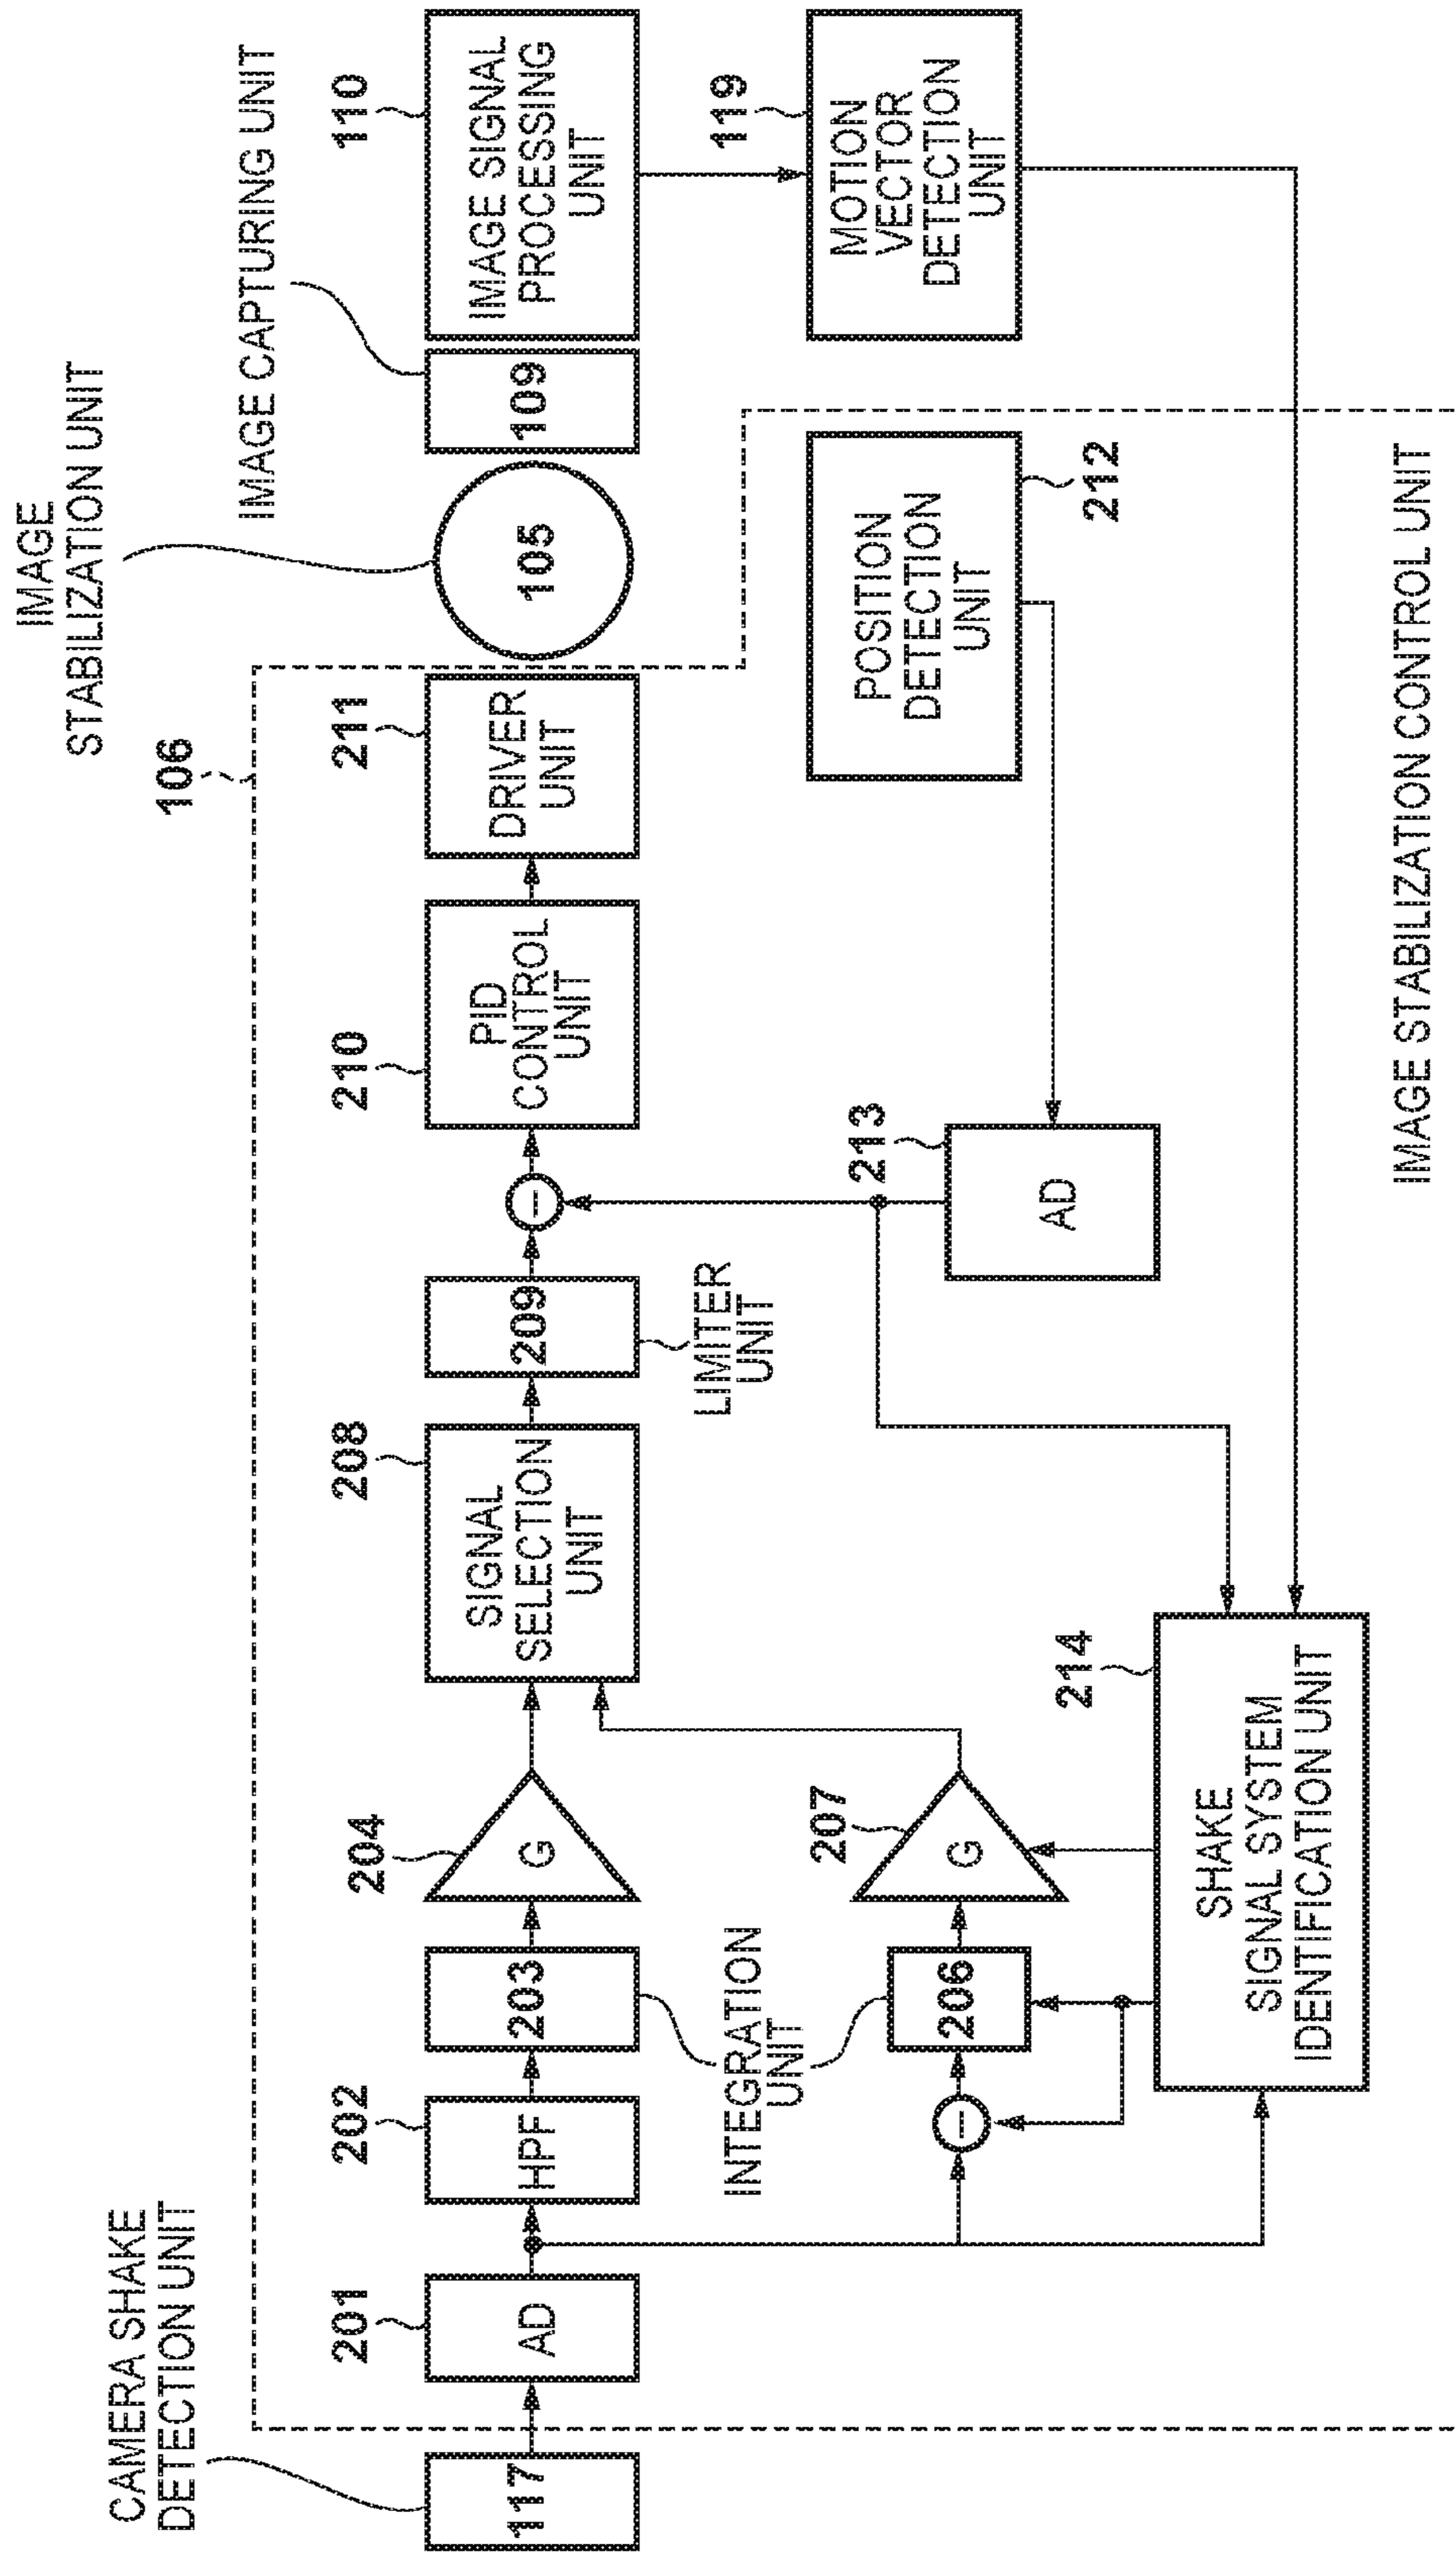 CAMERA SHAKE
DETECTION UNIT
117
106
201
AD
202
HPF
203
204
G
208
SIGNAL
SELECTION
UNIT
209
LIMITER
UNIT
−
210
PID
CONTROL
UNIT
211
DRIVER
UNIT
IMAGE
STABILIZATION UNIT
105
IMAGE CAPTURING UNIT
109
110
IMAGE SIGNAL
PROCESSING
UNIT
119
MOTION
VECTOR
DETECTION
UNIT
INTEGRATION
UNIT
−
206
207
G
213
AD
POSITION
DETECTION
UNIT
212
214
SHAKE
SIGNAL SYSTEM
IDENTIFICATION UNIT
IMAGE STABILIZATION CONTROL UNIT